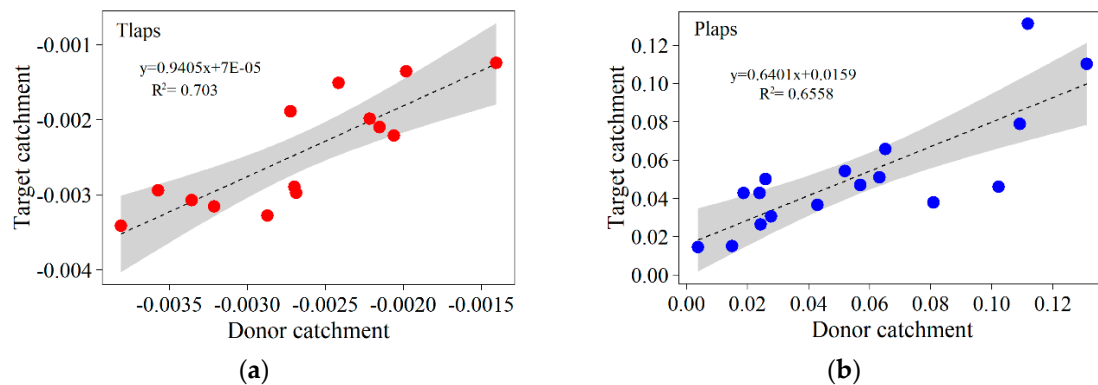 Tlaps
y=0.9405x+7E-05
R²= 0.703
Target catchment
-0.001
-0.002
-0.003
-0.004
-0.0035 -0.0030 -0.0025 -0.0020 -0.0015
Donor catchment
(a)
Plaps
y=0.6401x+0.0159
R²= 0.6558
Target catchment
0.12
0.10
0.08
0.06
0.04
0.02
0.00
0.00 0.02 0.04 0.06 0.08 0.10 0.12
Donor catchment
(b)